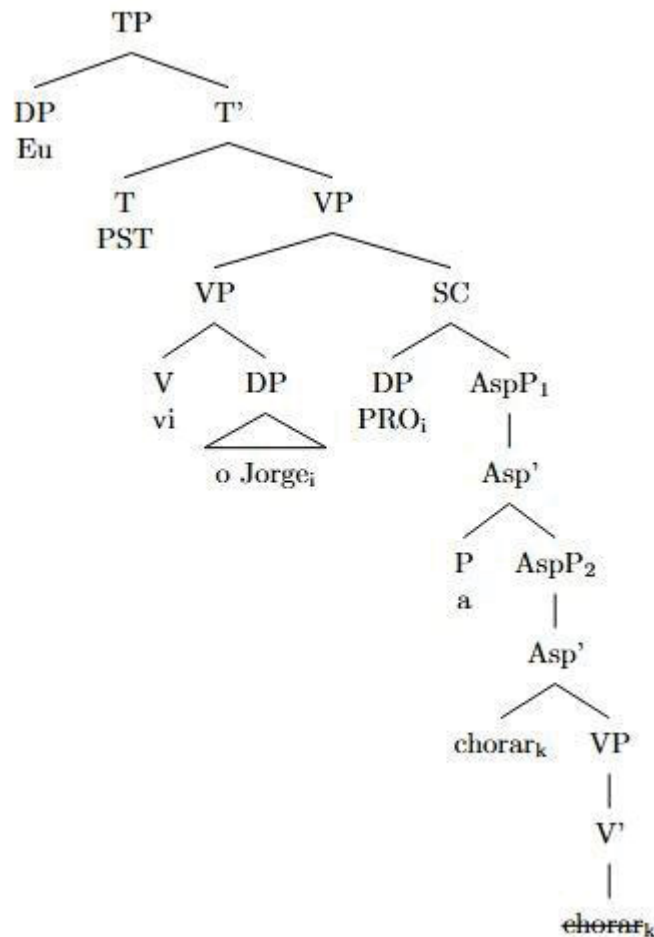 TP
DP T'
Eu
T VP
PST
VP SC
V DP DP AspP₁
vi PROᵢ
o Jorgeᵢ Asp'
P AspP₂
a
Asp'
chorarₖ VP
V'
chorarₖ